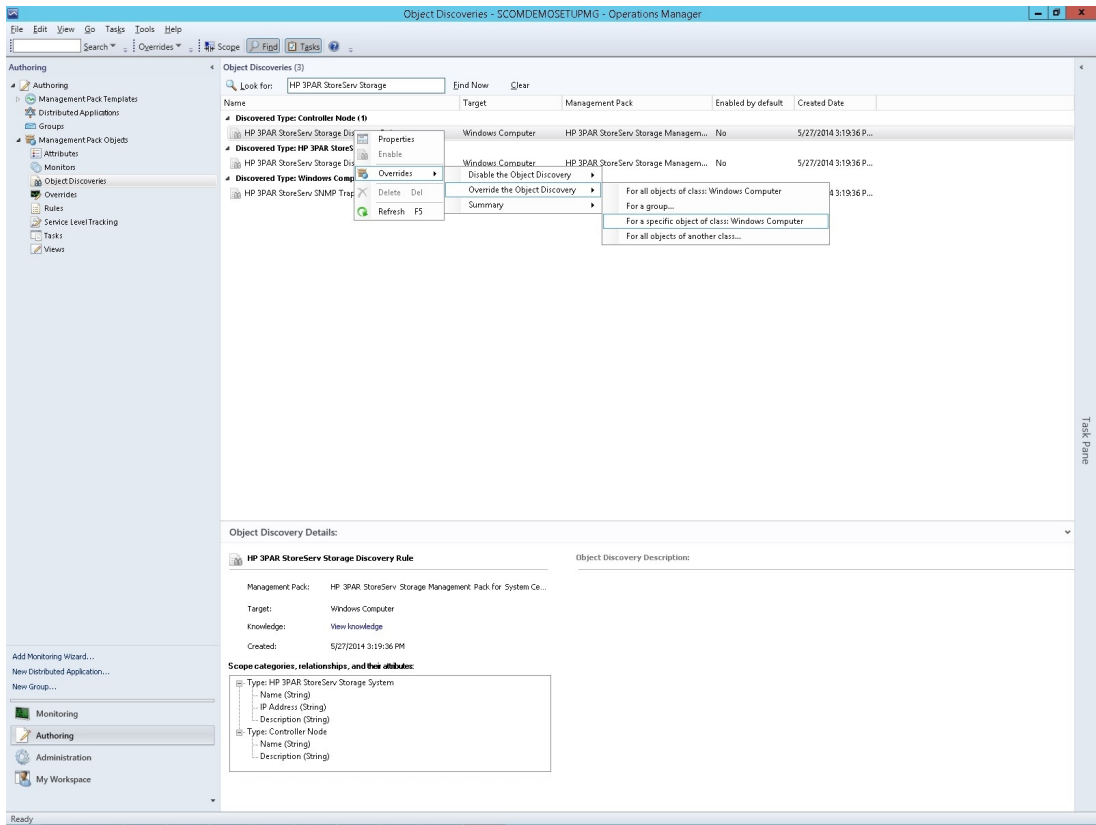 Object Discoveries - SCOMDEMOSETUPMG - Operations Manager
File Edit View Go Tasks Tools Help
Search Overrides Scope Find Tasks
Authoring
Authoring
Management Pack Templates
Distributed Applications
Groups
Management Pack Objects
Attributes
Monitors
Object Discoveries
Overrides
Rules
Service Level Tracking
Tasks
Views
Add Monitoring Wizard...
New Distributed Application...
New Group...
Monitoring
Authoring
Administration
My Workspace
Object Discoveries (3)
Look for: HP 3PAR StoreServ Storage Find Now Clear
Name Target Management Pack Enabled by default Created Date
Discovered Type: Controller Node (1)
HP 3PAR StoreServ Storage Dis Windows Computer HP 3PAR StoreServ Storage Managem... No 5/27/2014 3:19:36 P...
Discovered Type: HP 3PAR StoreS
HP 3PAR StoreServ Storage Dis Windows Computer HP 3PAR StoreServ Storage Managem... No 5/27/2014 3:19:36 P...
Discovered Type: Windows Comp
HP 3PAR StoreServ SNMP Trap 4 3:19:36 P...
Properties
Enable
Overrides
Delete Del
Refresh F5
Disable the Object Discovery
Override the Object Discovery
Summary
For all objects of class: Windows Computer
For a group...
For a specific object of class: Windows Computer
For all objects of another class...
Task Pane
Object Discovery Details:
HP 3PAR StoreServ Storage Discovery Rule
Object Discovery Description:
Management Pack: HP 3PAR StoreServ Storage Management Pack for System Ce...
Target: Windows Computer
Knowledge: View knowledge
Created: 5/27/2014 3:19:36 PM
Scope categories, relationships, and their attributes:
Type: HP 3PAR StoreServ Storage System
Name (String)
IP Address (String)
Description (String)
Type: Controller Node
Name (String)
Description (String)
Ready